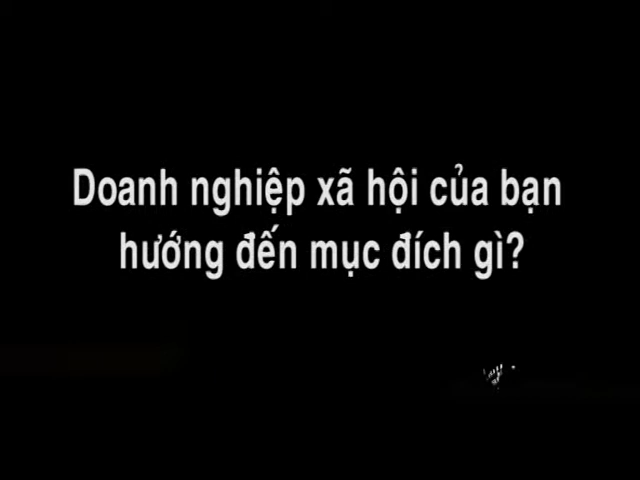 Doanh nghiệp xã hội của bạn
hướng đến mục đích gì?